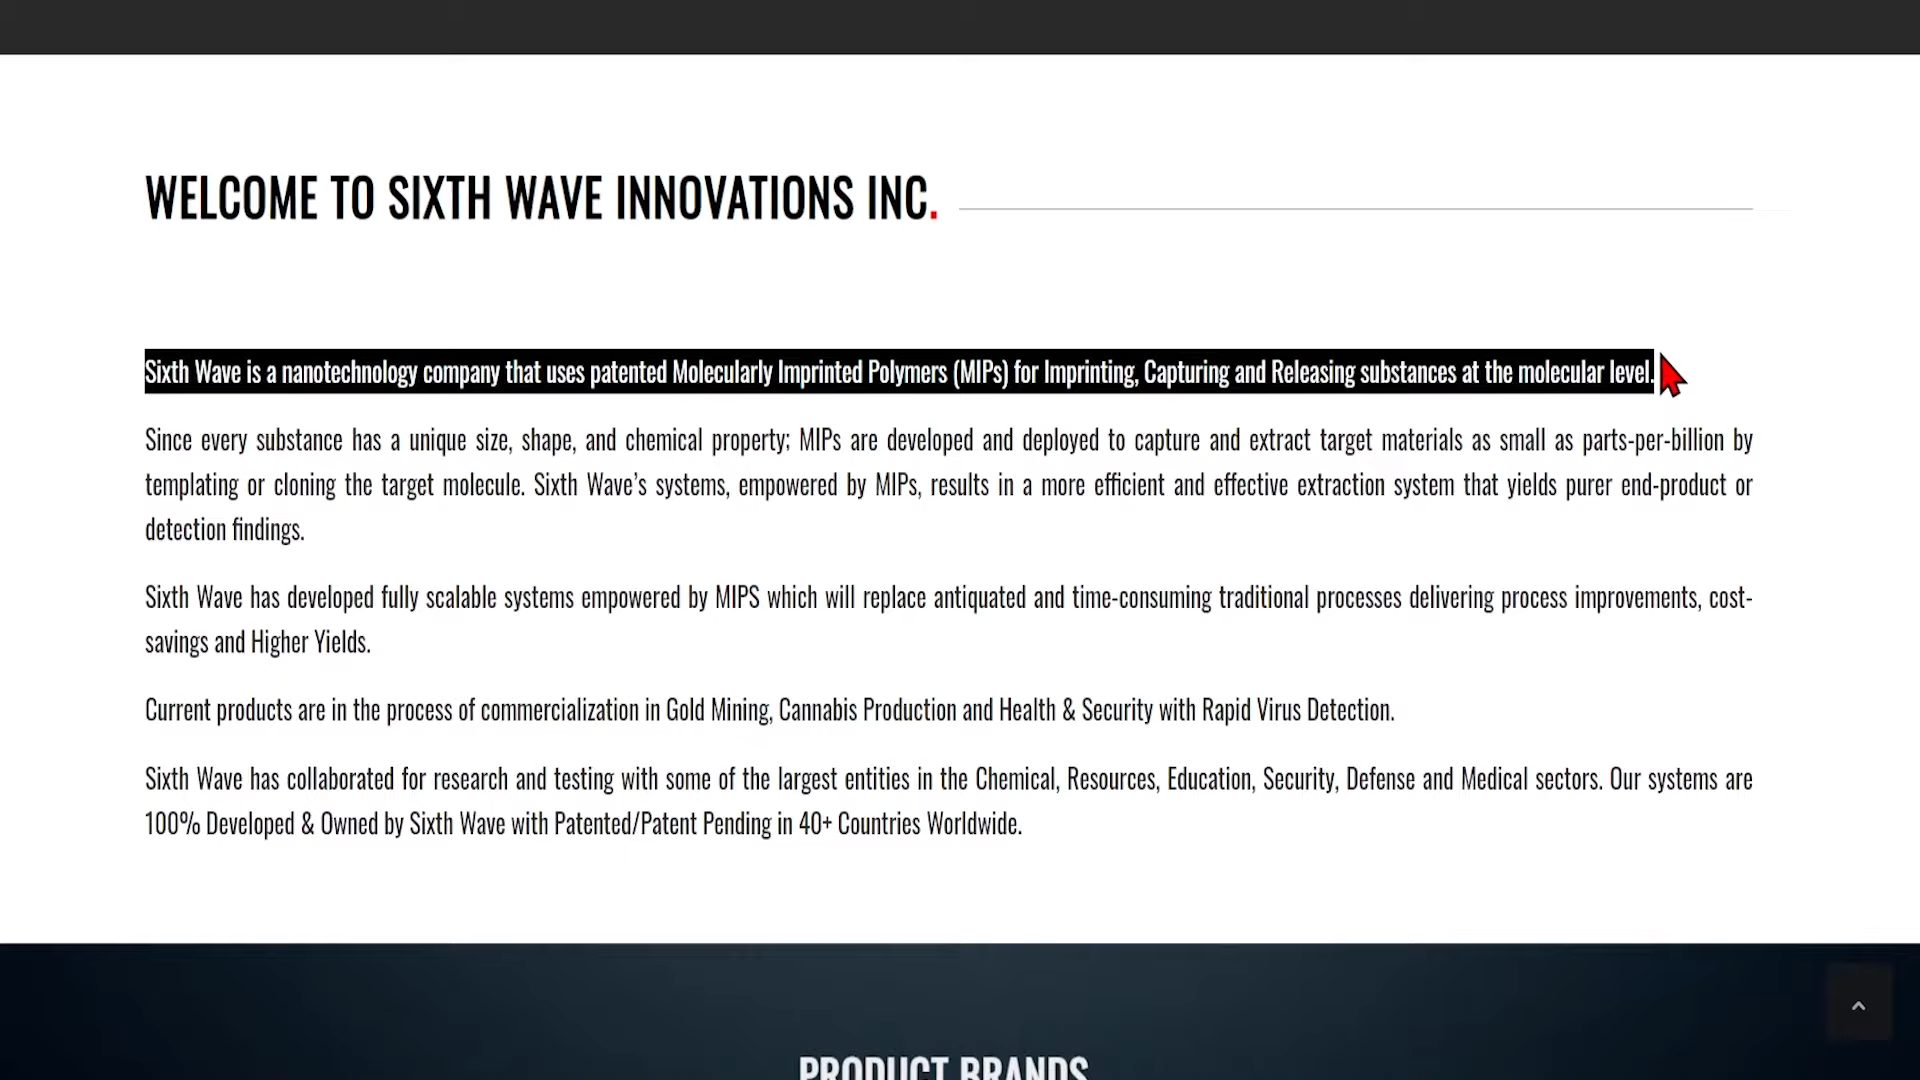 WELCOME TO SIXTH WAVE INNOVATIONS INC.
Sixth Wave is a nanotechnology company that uses patented Molecularly Imprinted Polymers (MIPs) for Imprinting, Capturing and Releasing substances at the molecular level.
Since every substance has a unique size, shape, and chemical property; MIPs are developed and deployed to capture and extract target materials as small as parts-per-billion by
templating or cloning the target molecule. Sixth Wave’s systems, empowered by MIPs, results in a more efficient and effective extraction system that yields purer end-product or
detection findings.
Sixth Wave has developed fully scalable systems empowered by MIPS which will replace antiquated and time-consuming traditional processes delivering process improvements, cost-
savings and Higher Yields.
Current products are in the process of commercialization in Gold Mining, Cannabis Production and Health & Security with Rapid Virus Detection.
Sixth Wave has collaborated for research and testing with some of the largest entities in the Chemical, Resources, Education, Security, Defense and Medical sectors. Our systems are
100% Developed & Owned by Sixth Wave with Patented/Patent Pending in 40+ Countries Worldwide.
PRODUCT BRANDS